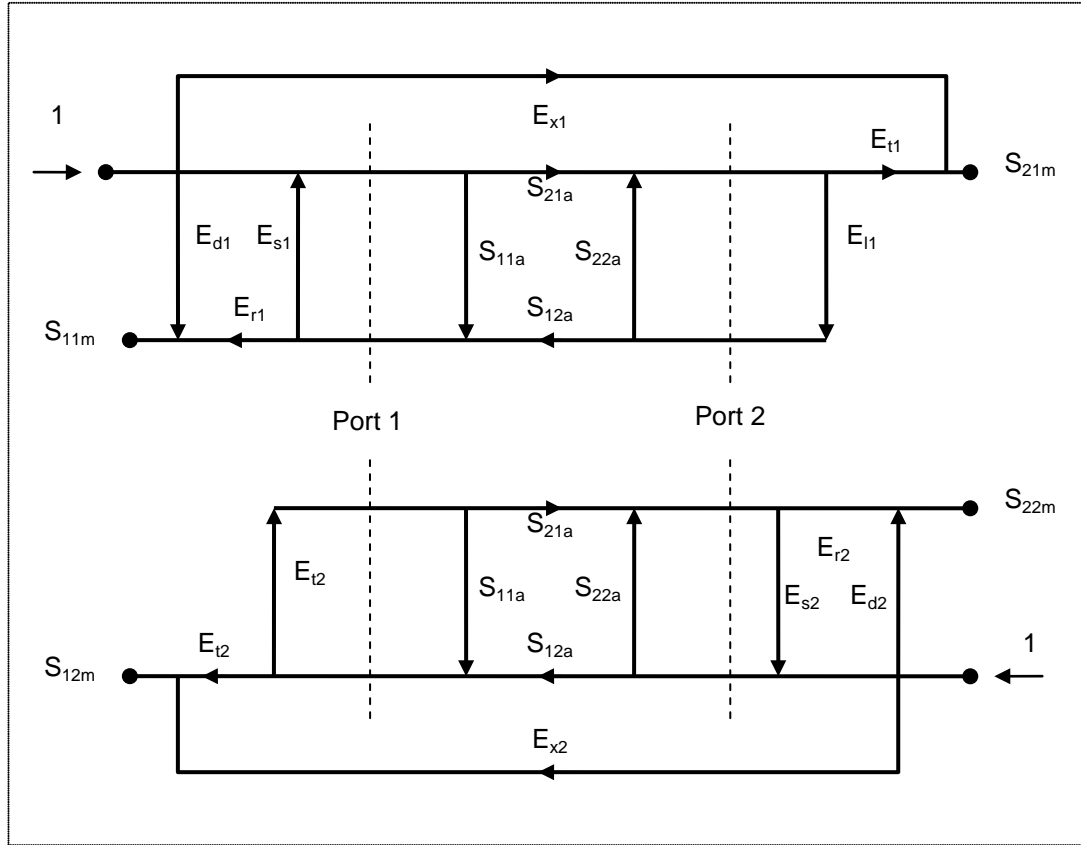 1
E_x1
E_t1
S_21m
S_21a
E_d1
E_s1
S_11a
S_22a
E_l1
E_r1
S_12a
S_11m
Port 1
Port 2
S_22m
S_21a
E_t2
S_11a
S_22a
E_r2
E_s2
E_d2
E_t2
S_12a
1
S_12m
E_x2